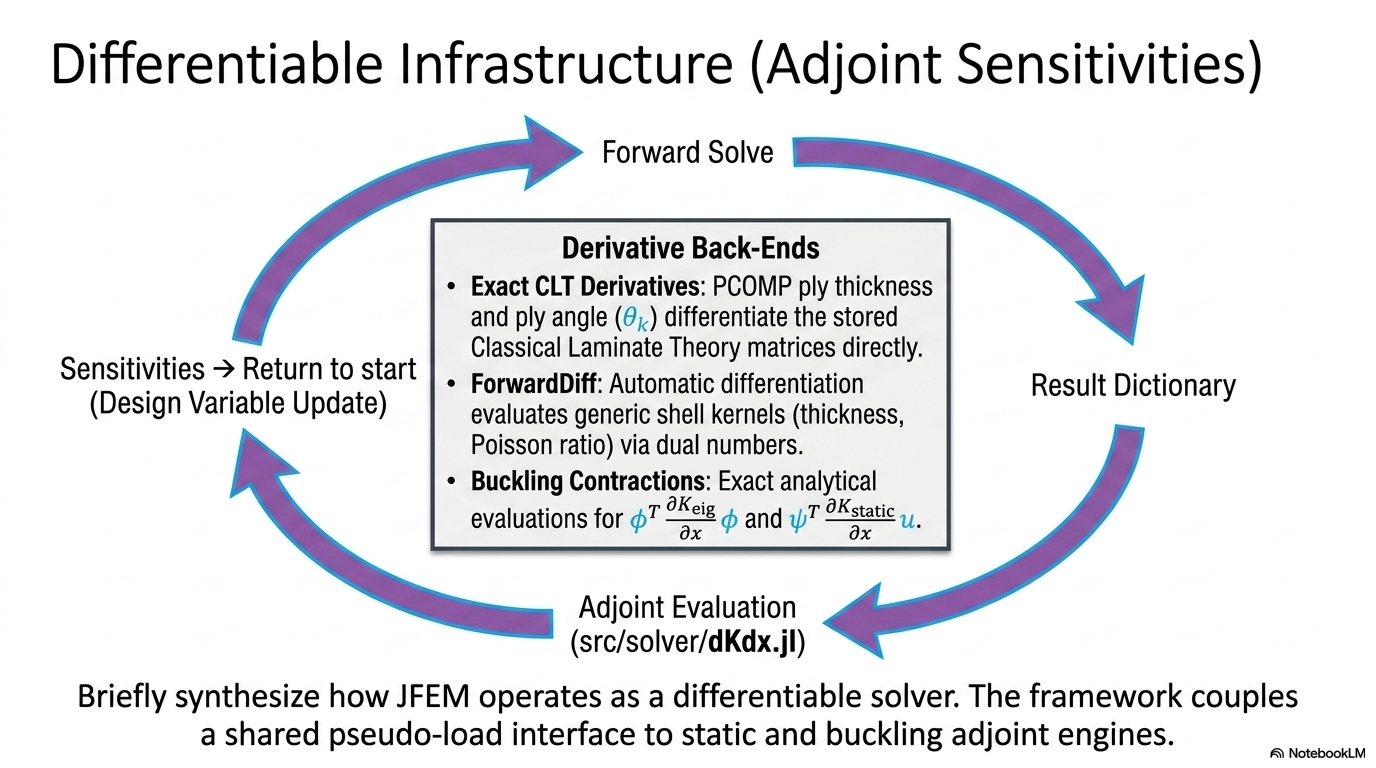 Differentiable Infrastructure (Adjoint Sensitivities)
Forward Solve
Derivative Back-Ends
• Exact CLT Derivatives: PCOMP ply thickness
and ply angle (θₖ) differentiate the stored
Classical Laminate Theory matrices directly.
• ForwardDiff: Automatic differentiation
evaluates generic shell kernels (thickness,
Poisson ratio) via dual numbers.
• Buckling Contractions: Exact analytical
evaluations for ϕᵀ ∂K_eig/∂x ϕ and ψᵀ ∂K_static/∂x u.
Sensitivities → Return to start
(Design Variable Update)
Result Dictionary
Adjoint Evaluation
(src/solver/dKdx.jl)
Briefly synthesize how JFEM operates as a differentiable solver. The framework couples
a shared pseudo-load interface to static and buckling adjoint engines.
NotebookLM